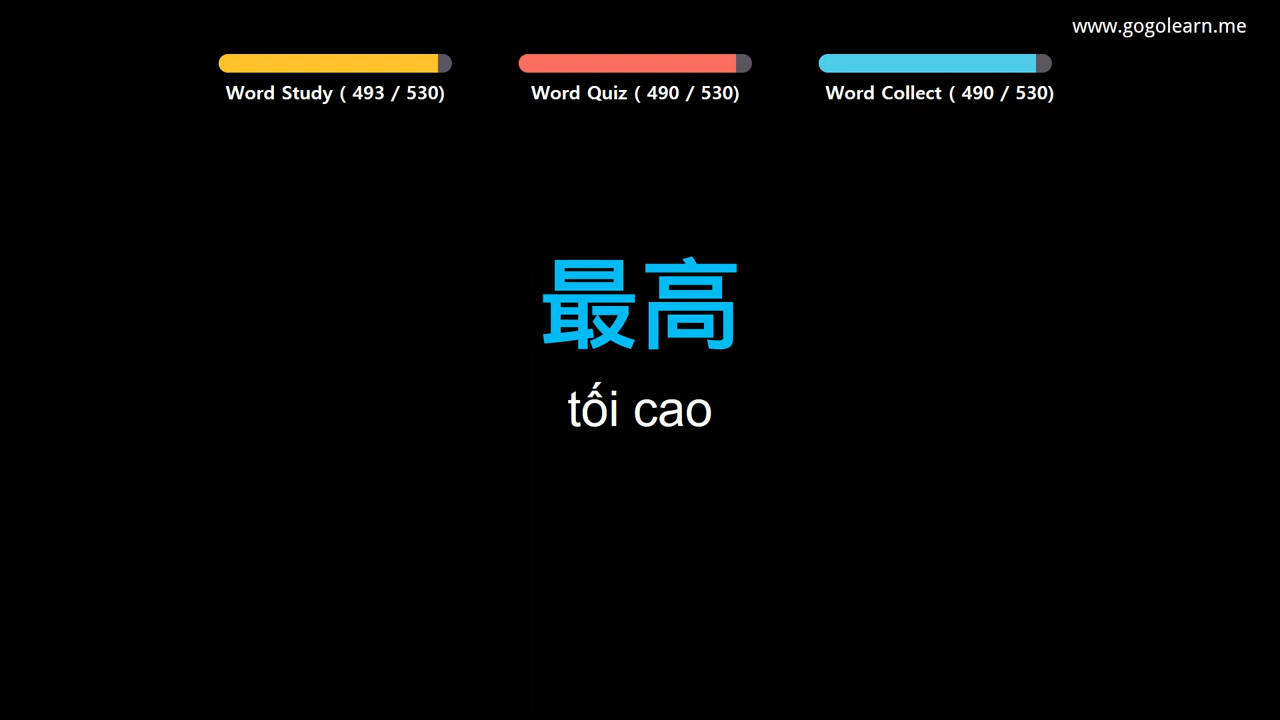 www.gogolearn.me
Word Study ( 493 / 530)
Word Quiz ( 490 / 530)
Word Collect ( 490 / 530)
最高
tối cao